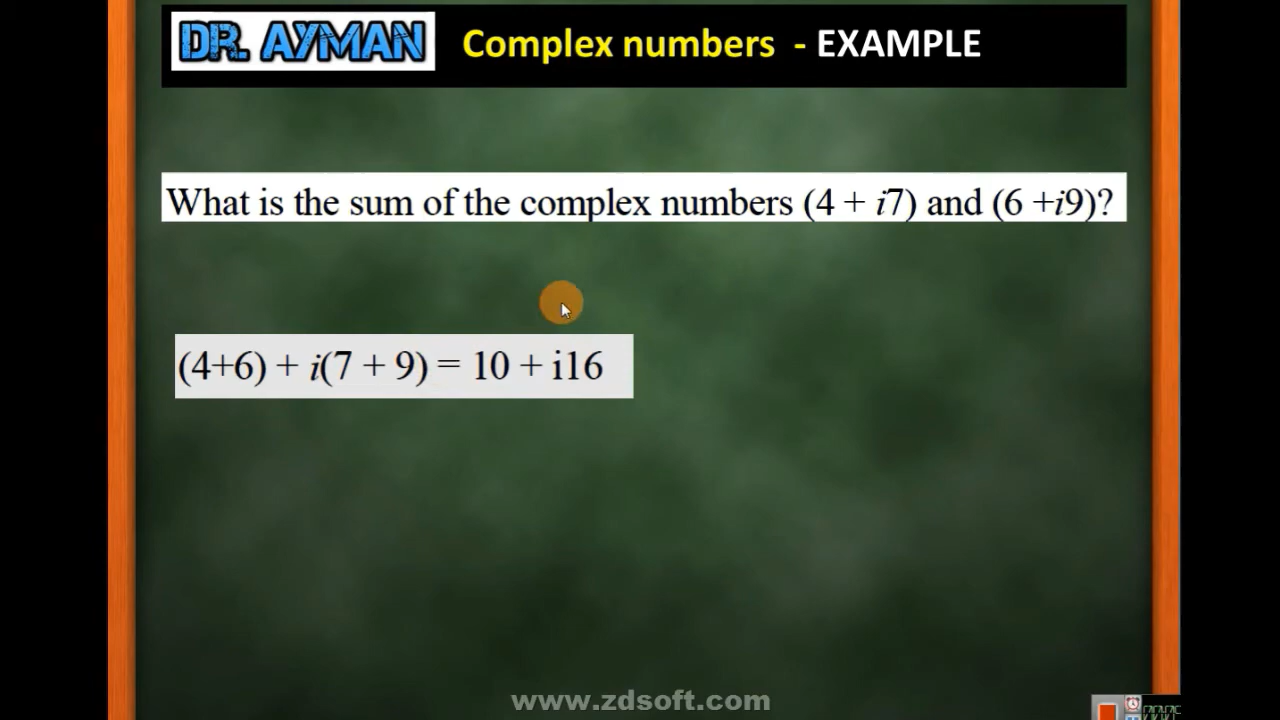 DR. AYMAN Complex numbers - EXAMPLE
What is the sum of the complex numbers (4 + i7) and (6 +i9)?
(4+6) + i(7 + 9) = 10 + i16
www.zdsoft.com